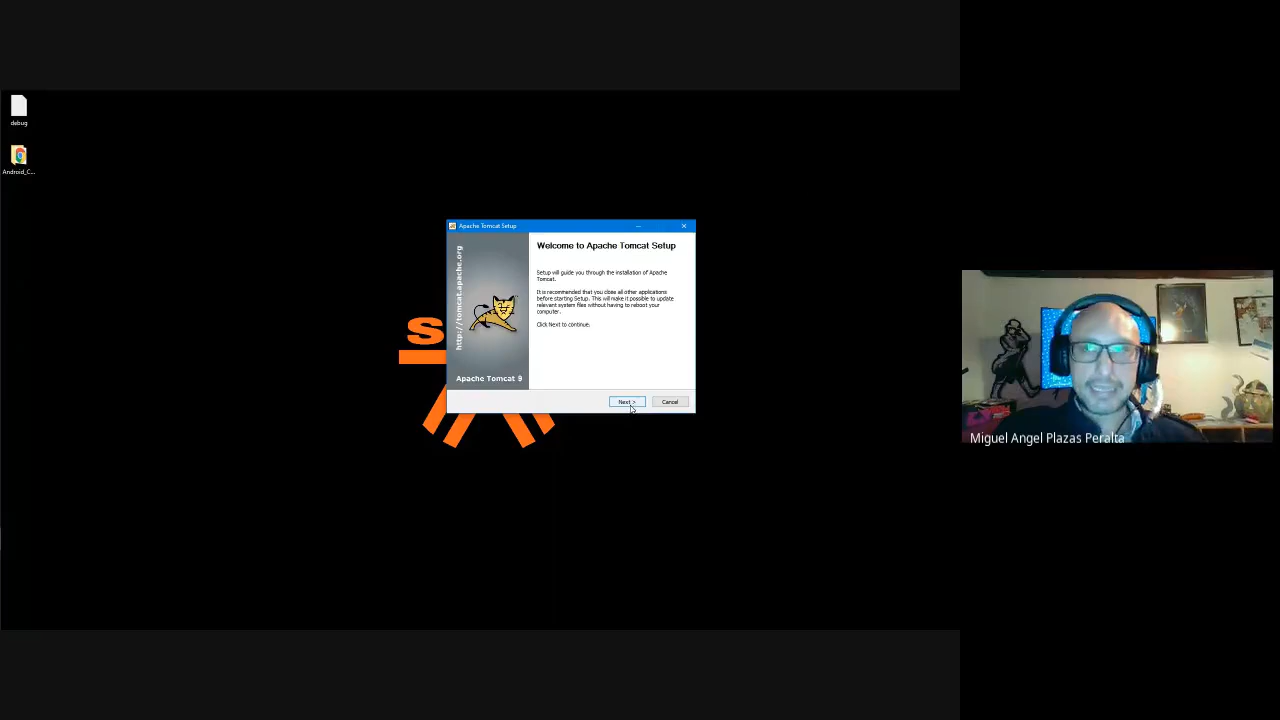 debug
Android_C...
Apache Tomcat Setup
http://tomcat.apache.org
Apache Tomcat 9
Welcome to Apache Tomcat Setup
Setup will guide you through the installation of Apache
Tomcat.
It is recommended that you close all other applications
before starting Setup. This will make it possible to update
relevant system files without having to reboot your
computer.
Click Next to continue.
Next >
Cancel
s
Miguel Angel Plazas Peralta